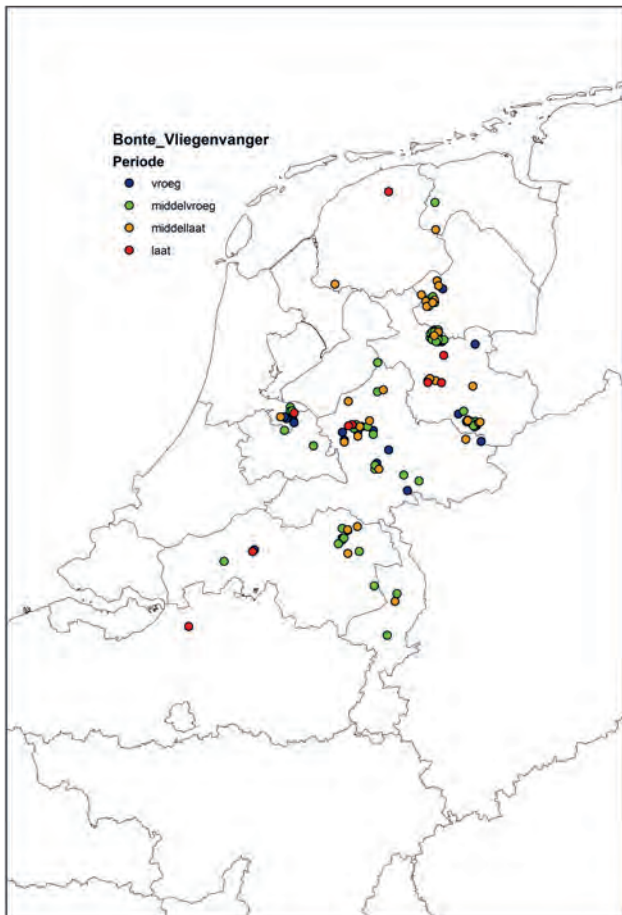 Bonte_Vliegenvanger
Periode
vroeg
middelvroeg
middellaat
laat